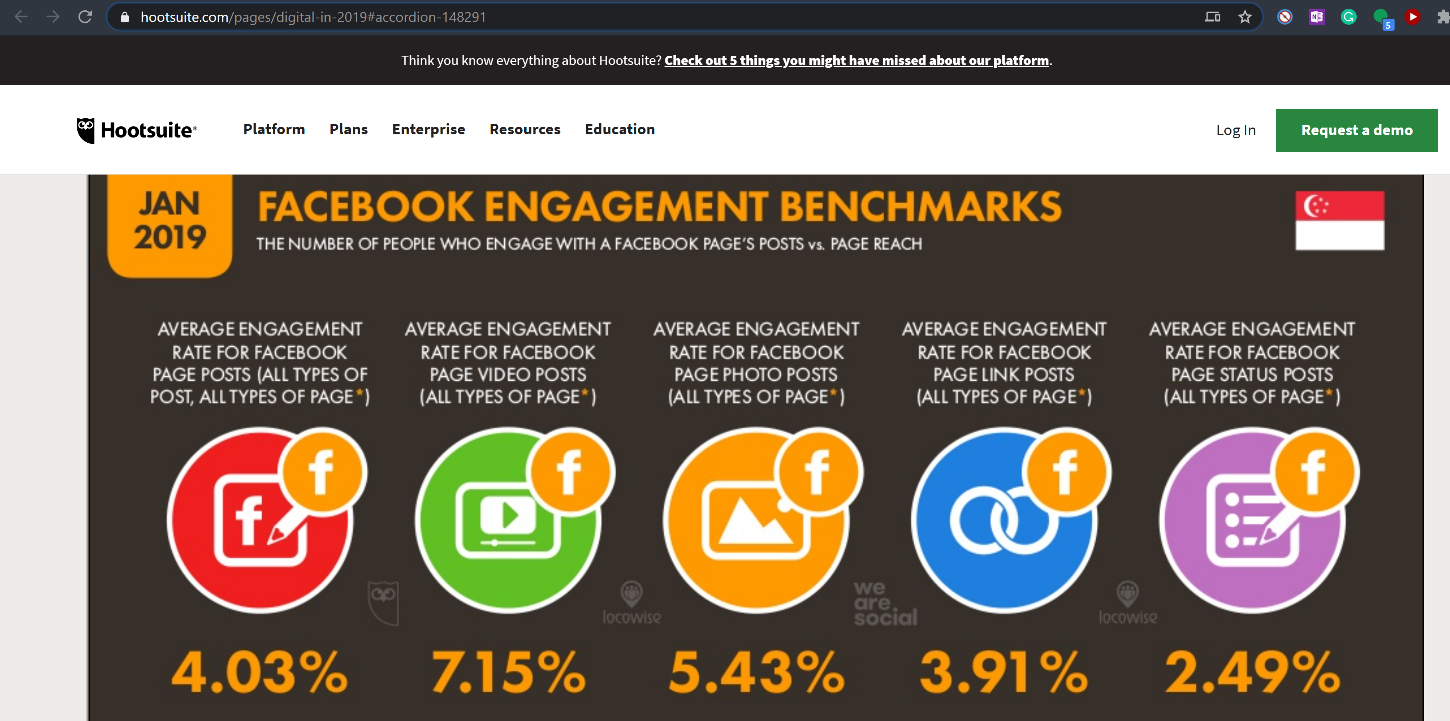 hootsuite.com/pages/digital-in-2019#accordion-148291
5
Think you know everything about Hootsuite? Check out 5 things you might have missed about our platform.
Hootsuite®
Platform
Plans
Enterprise
Resources
Education
Log In
Request a demo
JAN
2019
FACEBOOK ENGAGEMENT BENCHMARKS
THE NUMBER OF PEOPLE WHO ENGAGE WITH A FACEBOOK PAGE'S POSTS vs. PAGE REACH
AVERAGE ENGAGEMENT
RATE FOR FACEBOOK
PAGE POSTS (ALL TYPES OF
POST, ALL TYPES OF PAGE*)
AVERAGE ENGAGEMENT
RATE FOR FACEBOOK
PAGE VIDEO POSTS
(ALL TYPES OF PAGE*)
AVERAGE ENGAGEMENT
RATE FOR FACEBOOK
PAGE PHOTO POSTS
(ALL TYPES OF PAGE*)
AVERAGE ENGAGEMENT
RATE FOR FACEBOOK
PAGE LINK POSTS
(ALL TYPES OF PAGE*)
AVERAGE ENGAGEMENT
RATE FOR FACEBOOK
PAGE STATUS POSTS
(ALL TYPES OF PAGE*)
locowise
we
are
social
locowise
4.03%
7.15%
5.43%
3.91%
2.49%